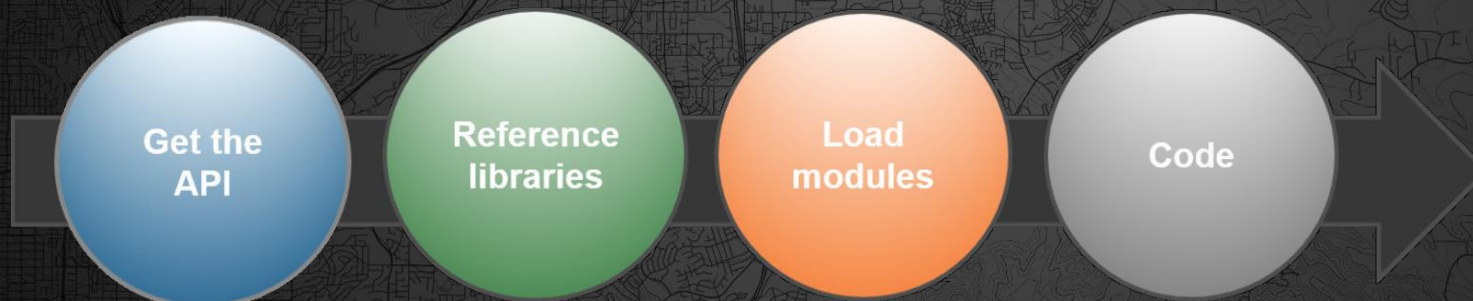 Get the
API
Reference
libraries
Load
modules
Code